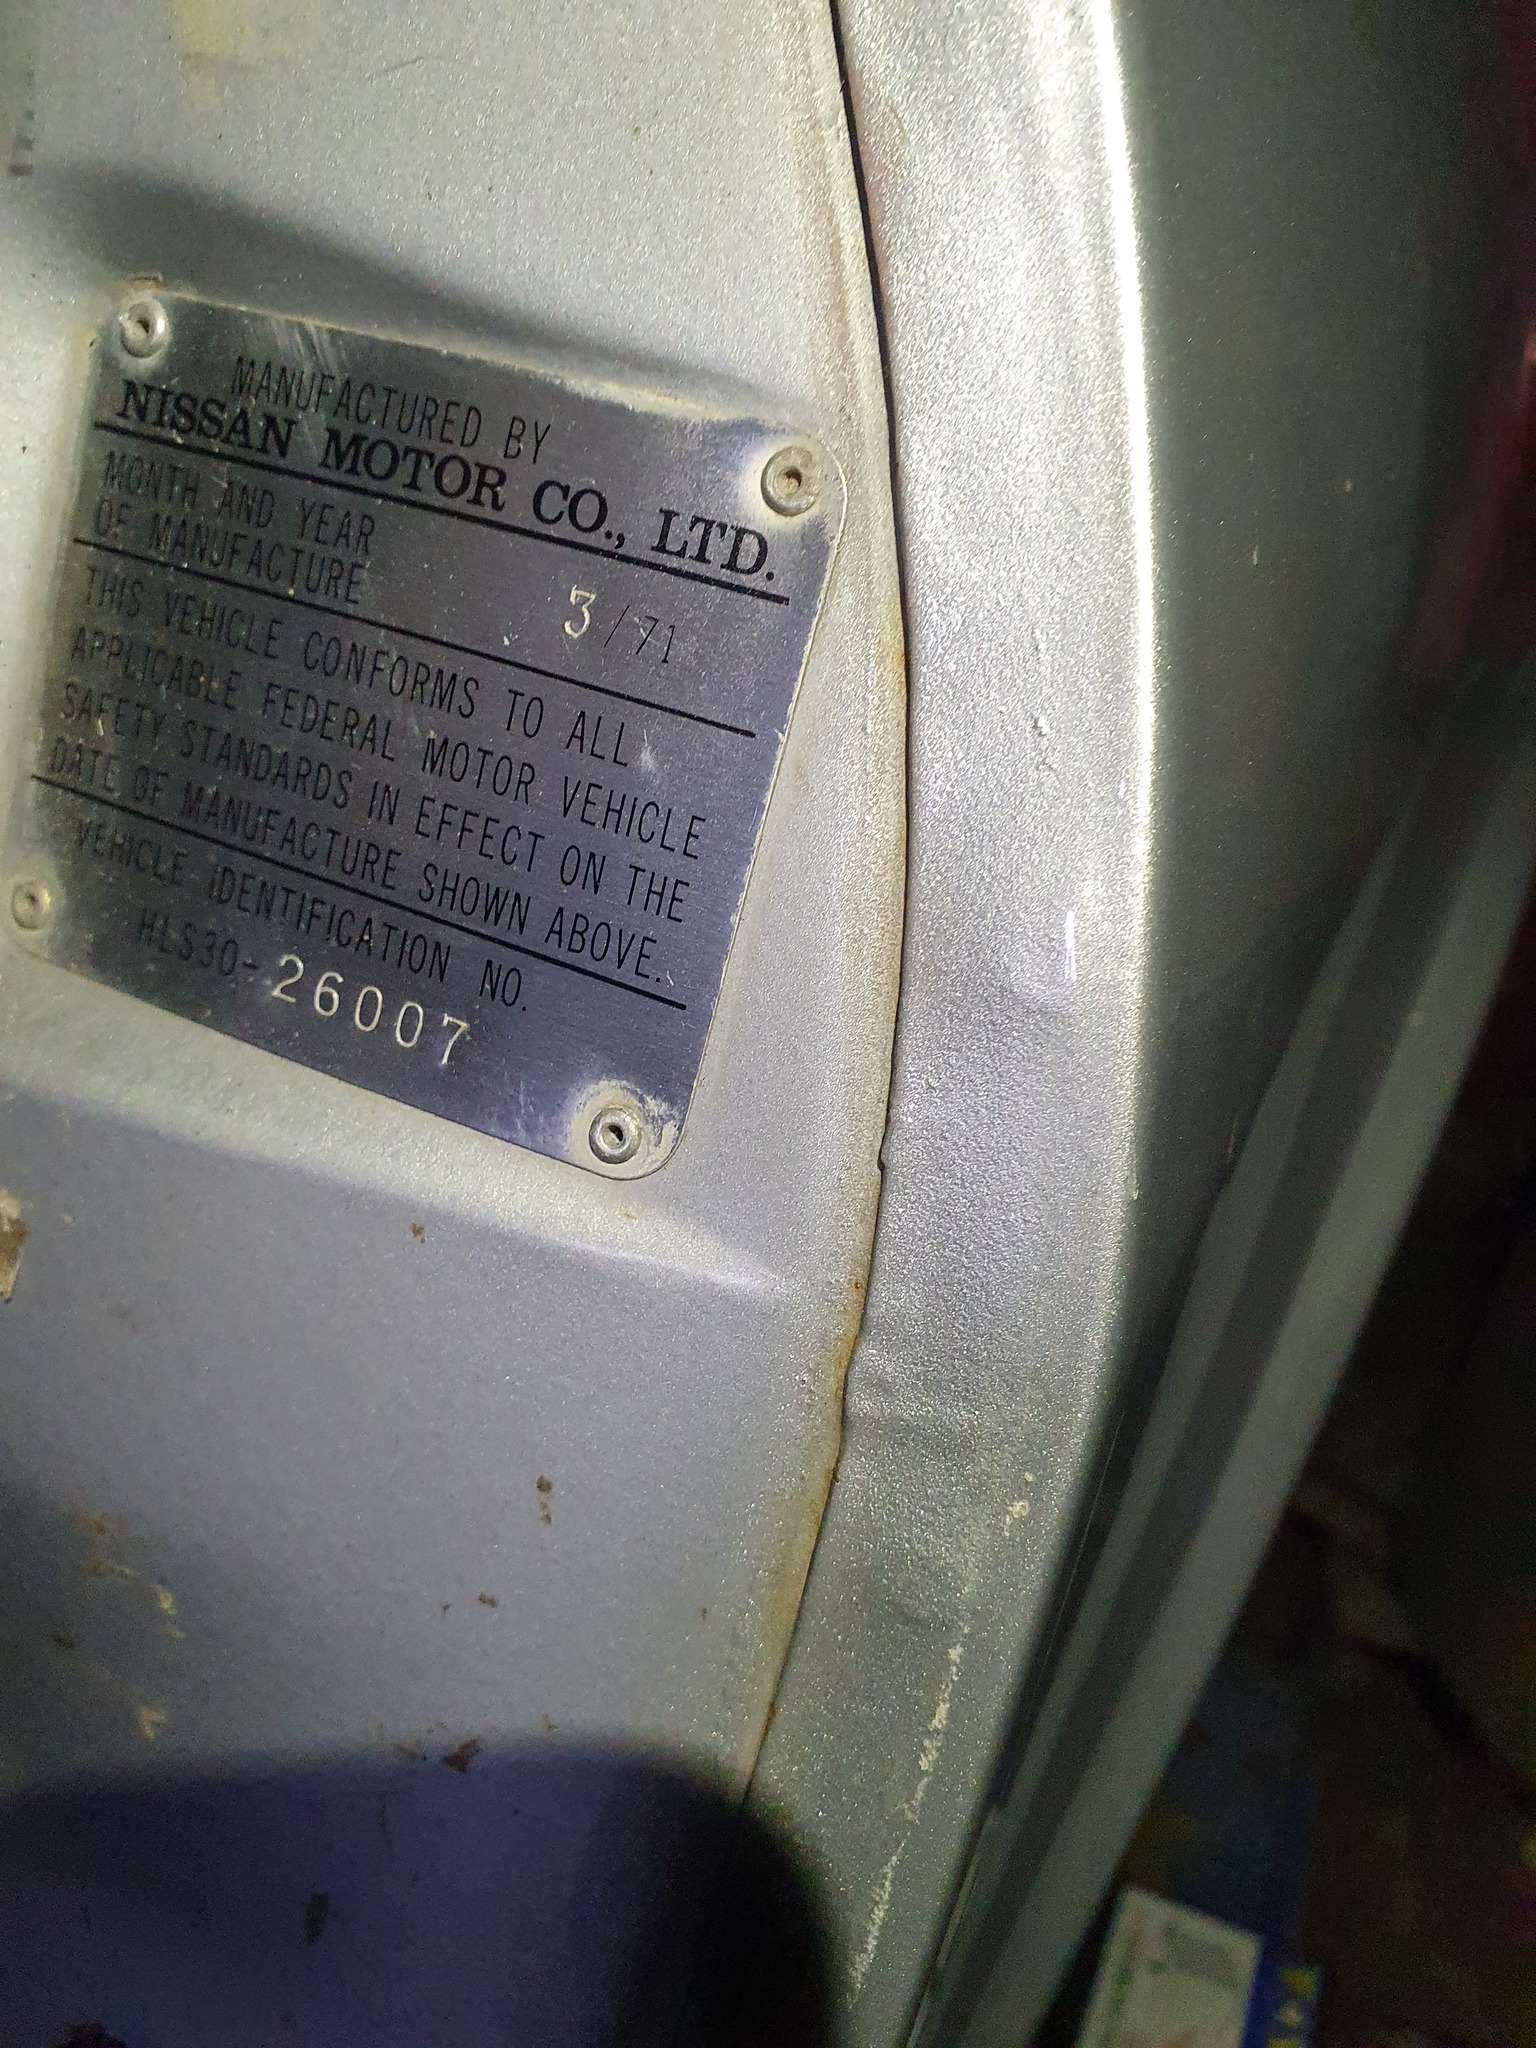 MANUFACTURED BY
NISSAN MOTOR CO., LTD.
MONTH AND YEAR
OF MANUFACTURE 3/71
THIS VEHICLE CONFORMS TO ALL
APPLICABLE FEDERAL MOTOR VEHICLE
SAFETY STANDARDS IN EFFECT ON THE
DATE OF MANUFACTURE SHOWN ABOVE.
VEHICLE IDENTIFICATION NO.
HLS30-26007